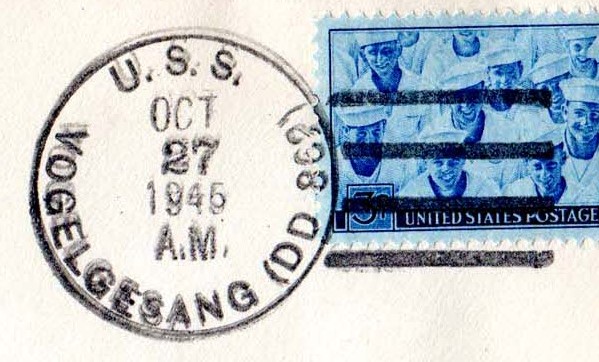 U.S.S.
VOGELGESANG (DD 862)
OCT
27
1945
A.M.
3¢ UNITED STATES POSTAGE